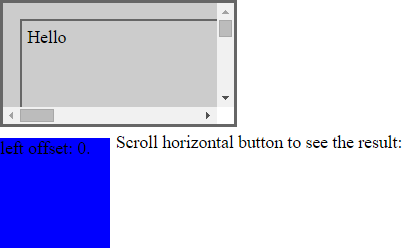 Hello
Scroll horizontal button to see the result:
left offset: 0.